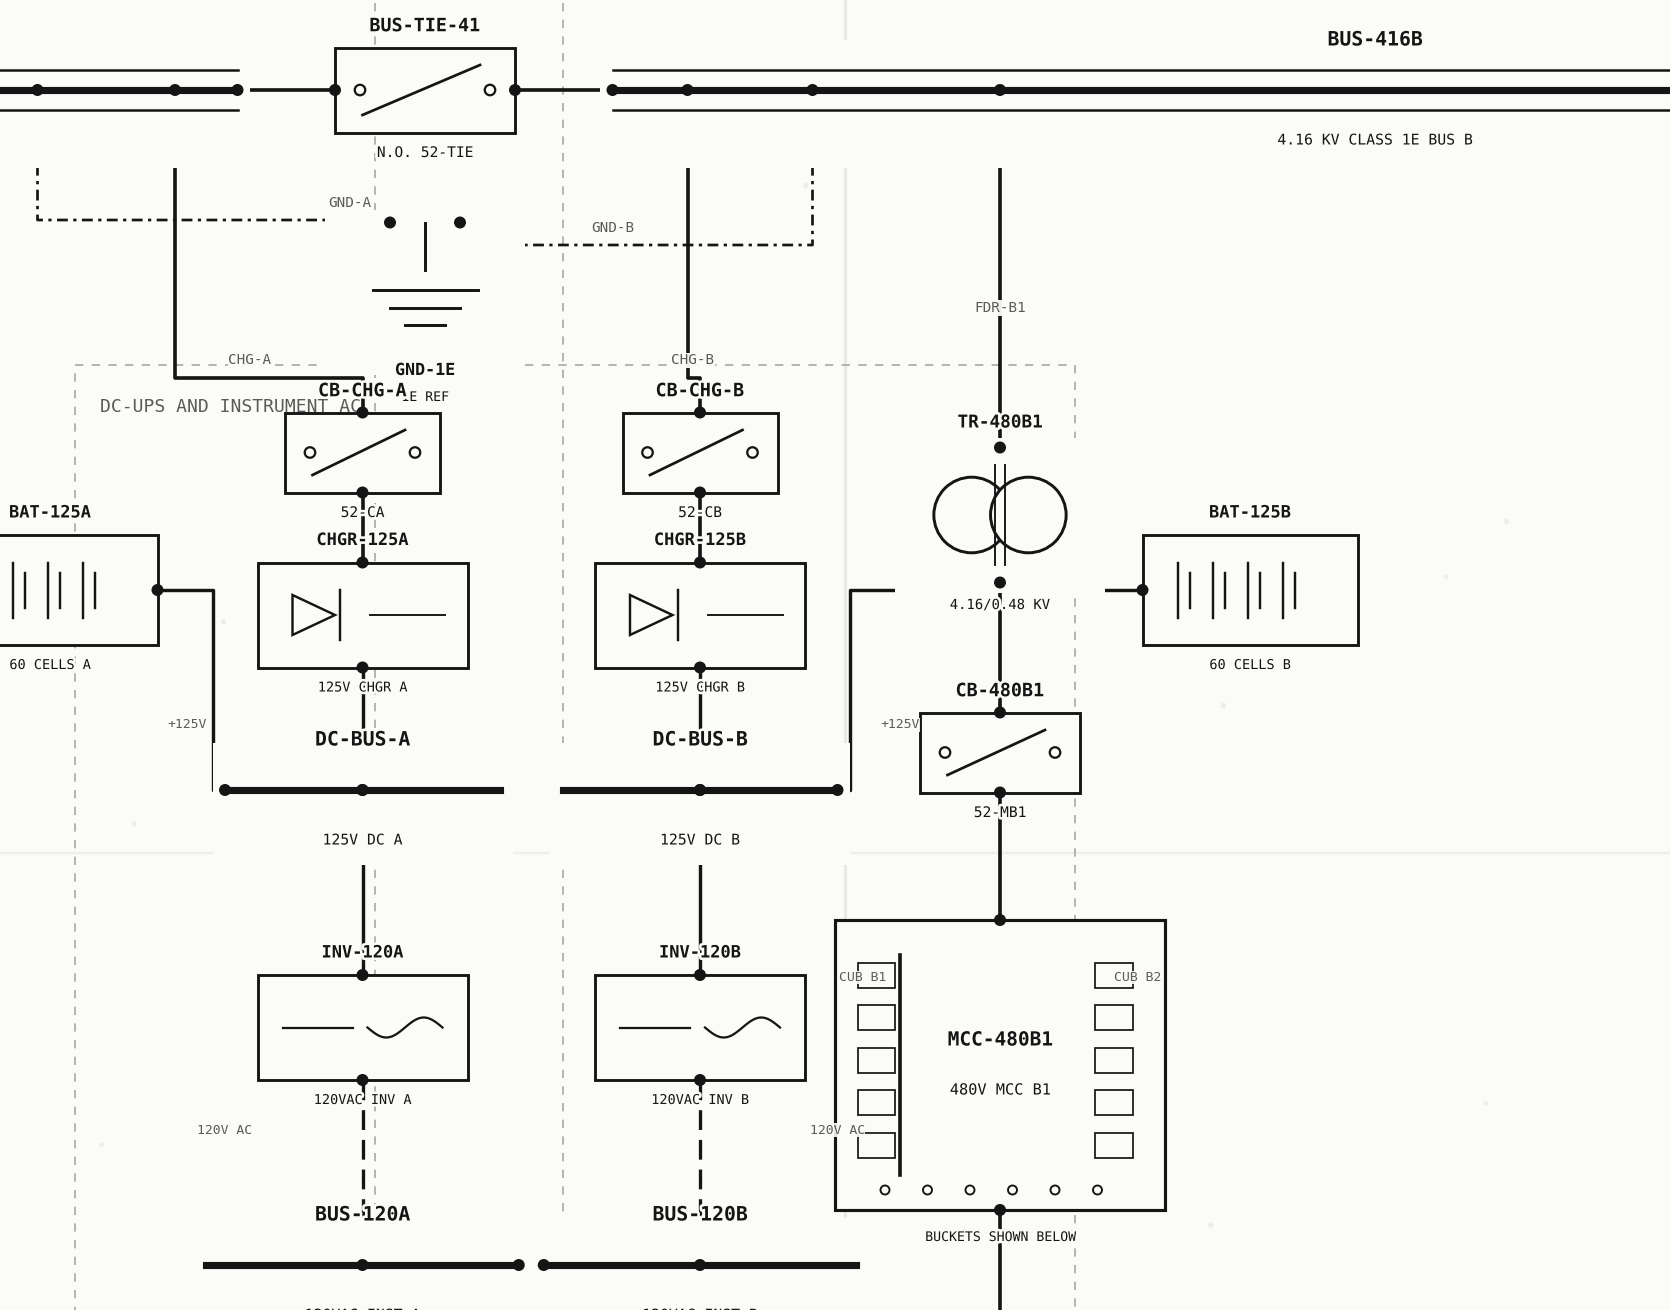 BUS-TIE-41
BUS-416B
N.O. 52-TIE
4.16 KV CLASS 1E BUS B
GND-A
GND-B
FDR-B1
CHG-A
CHG-B
GND-1E
1E REF
CB-CHG-A
CB-CHG-B
DC-UPS AND INSTRUMENT AC
TR-480B1
BAT-125A
52-CA
52-CB
BAT-125B
CHGR-125A
CHGR-125B
4.16/0.48 KV
60 CELLS A
60 CELLS B
125V CHGR A
125V CHGR B
CB-480B1
+125V
+125V
DC-BUS-A
DC-BUS-B
52-MB1
125V DC A
125V DC B
INV-120A
INV-120B
CUB B1
CUB B2
MCC-480B1
480V MCC B1
120VAC INV A
120VAC INV B
120V AC
120V AC
BUS-120A
BUS-120B
BUCKETS SHOWN BELOW